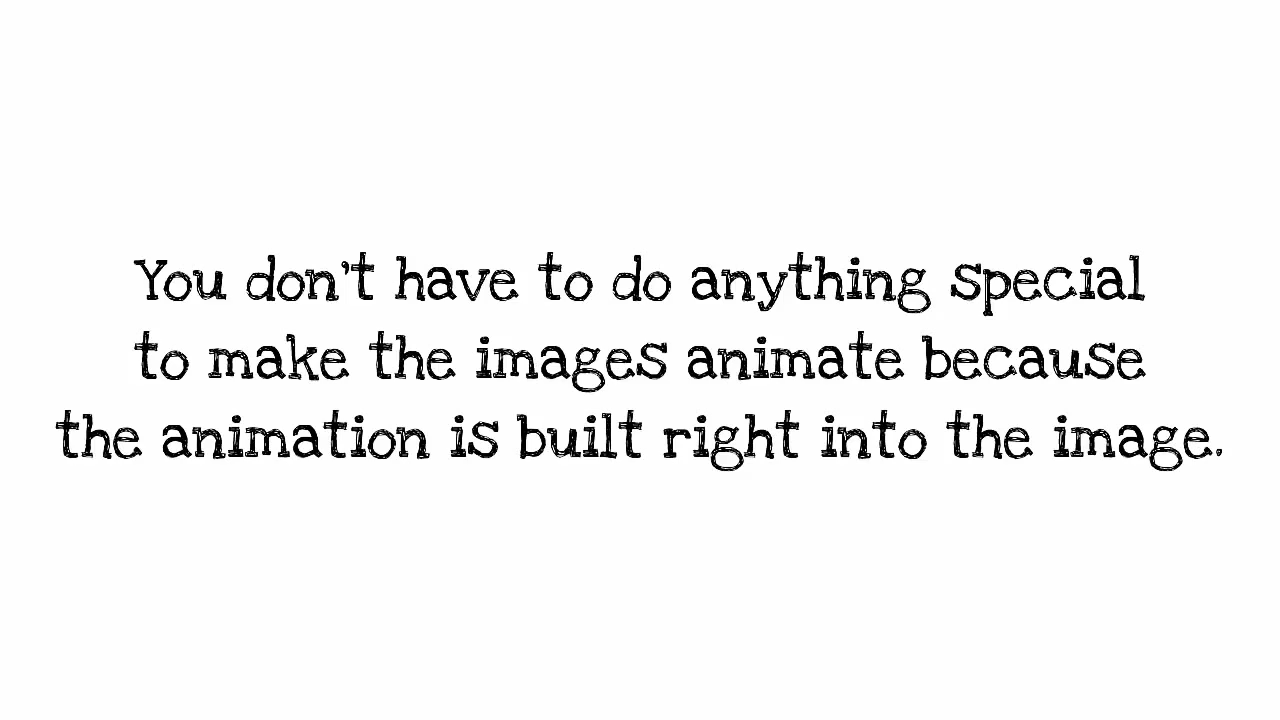 You don't have to do anything special
to make the images animate because
the animation is built right into the image.